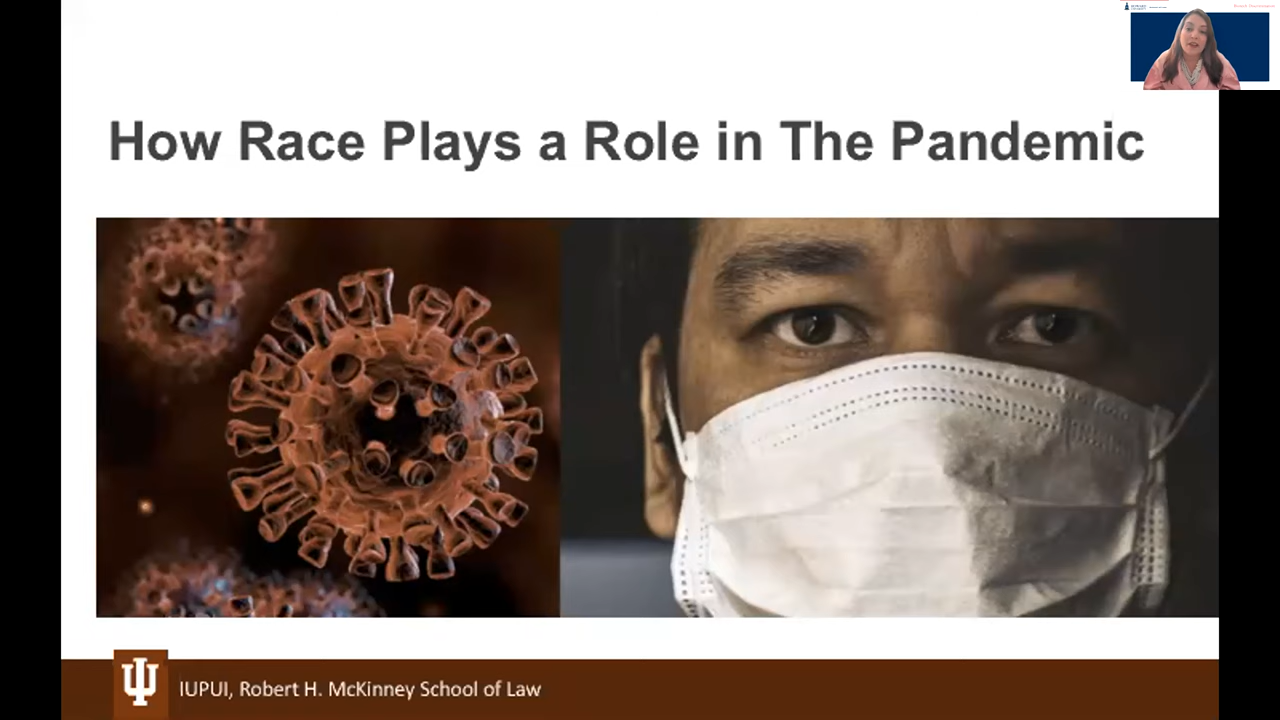 How Race Plays a Role in The Pandemic
IUPUI, Robert H. McKinney School of Law